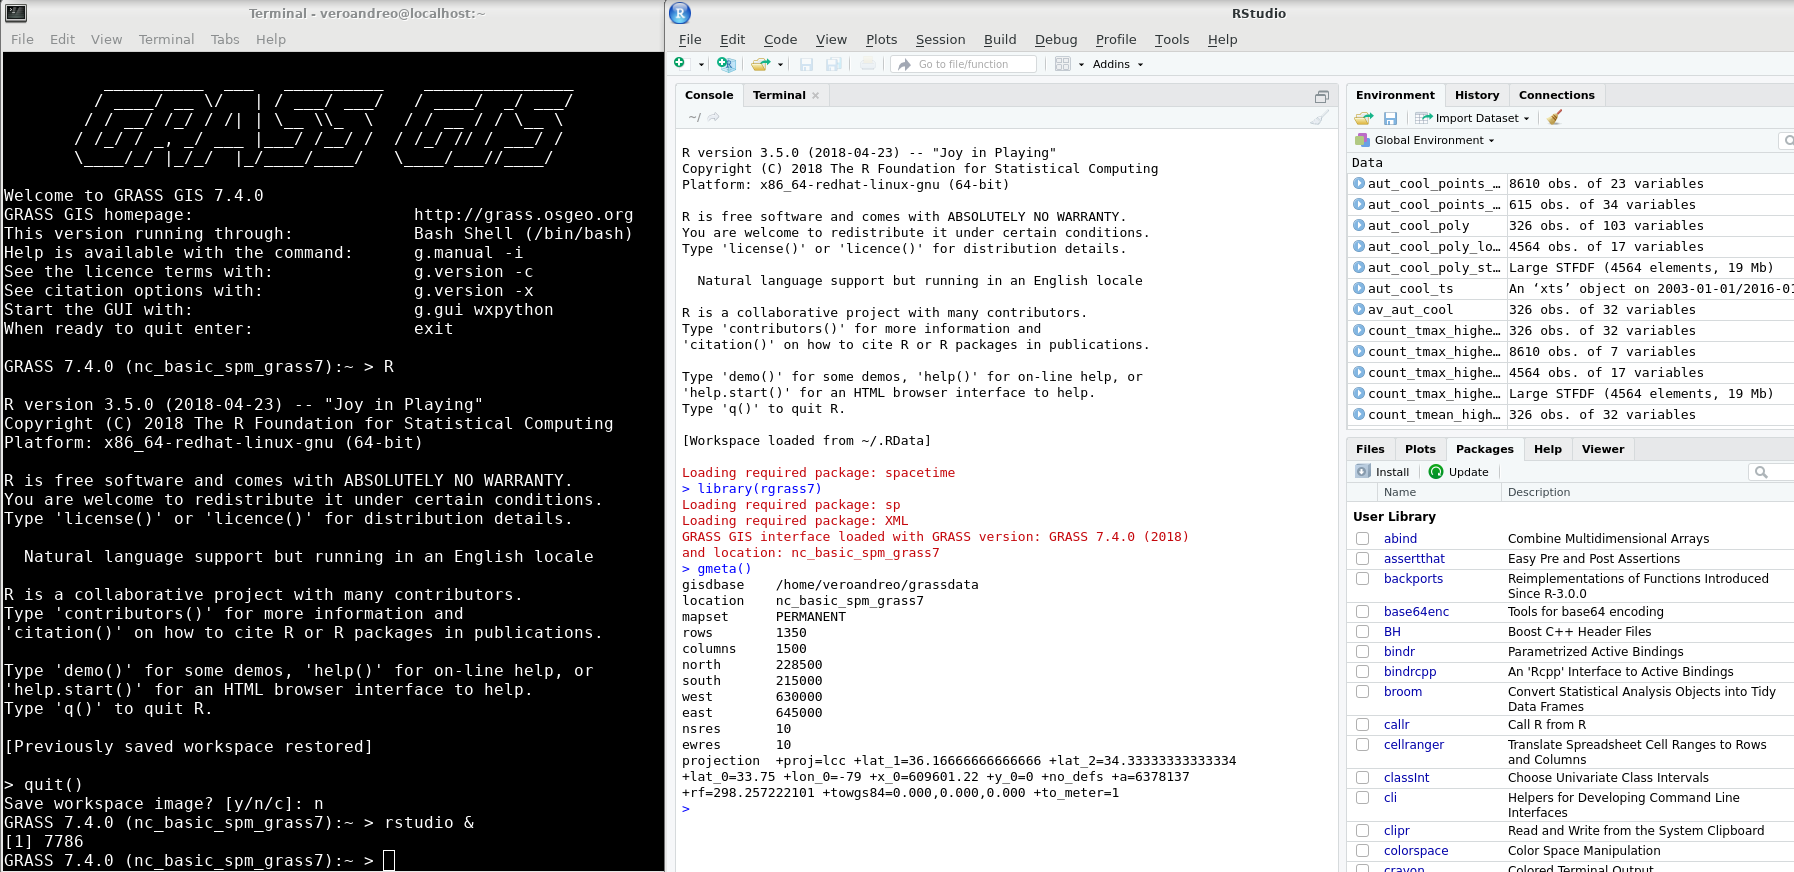 Terminal - veroandreo@localhost:~
File Edit View Terminal Tabs Help
Welcome to GRASS GIS 7.4.0
GRASS GIS homepage: http://grass.osgeo.org
This version running through: Bash Shell (/bin/bash)
Help is available with the command: g.manual -i
See the licence terms with: g.version -c
See citation options with: g.version -x
Start the GUI with: g.gui wxpython
When ready to quit enter: exit
GRASS 7.4.0 (nc_basic_spm_grass7):~ > R
R version 3.5.0 (2018-04-23) -- "Joy in Playing"
Copyright (C) 2018 The R Foundation for Statistical Computing
Platform: x86_64-redhat-linux-gnu (64-bit)
R is free software and comes with ABSOLUTELY NO WARRANTY.
You are welcome to redistribute it under certain conditions.
Type 'license()' or 'licence()' for distribution details.
Natural language support but running in an English locale
R is a collaborative project with many contributors.
Type 'contributors()' for more information and
'citation()' on how to cite R or R packages in publications.
Type 'demo()' for some demos, 'help()' for on-line help, or
'help.start()' for an HTML browser interface to help.
Type 'q()' to quit R.
[Previously saved workspace restored]
> quit()
Save workspace image? [y/n/c]: n
GRASS 7.4.0 (nc_basic_spm_grass7):~ > rstudio &
[1] 7786
GRASS 7.4.0 (nc_basic_spm_grass7):~ >
RStudio
File Edit Code View Plots Session Build Debug Profile Tools Help
Go to file/function Addins
Console Terminal
~/
R version 3.5.0 (2018-04-23) -- "Joy in Playing"
Copyright (C) 2018 The R Foundation for Statistical Computing
Platform: x86_64-redhat-linux-gnu (64-bit)
R is free software and comes with ABSOLUTELY NO WARRANTY.
You are welcome to redistribute it under certain conditions.
Type 'license()' or 'licence()' for distribution details.
Natural language support but running in an English locale
R is a collaborative project with many contributors.
Type 'contributors()' for more information and
'citation()' on how to cite R or R packages in publications.
Type 'demo()' for some demos, 'help()' for on-line help, or
'help.start()' for an HTML browser interface to help.
Type 'q()' to quit R.
[Workspace loaded from ~/.RData]
Loading required package: spacetime
> library(rgrass7)
Loading required package: sp
Loading required package: XML
GRASS GIS interface loaded with GRASS version: GRASS 7.4.0 (2018)
and location: nc_basic_spm_grass7
> gmeta()
gisdbase /home/veroandreo/grassdata
location nc_basic_spm_grass7
mapset PERMANENT
rows 1350
columns 1500
north 228500
south 215000
west 630000
east 645000
nsres 10
ewres 10
projection +proj=lcc +lat_1=36.16666666666666 +lat_2=34.33333333333334
+lat_0=33.75 +lon_0=-79 +x_0=609601.22 +y_0=0 +no_defs +a=6378137
+rf=298.257222101 +towgs84=0.000,0.000,0.000 +to_meter=1
>
Environment History Connections
Import Dataset
Global Environment
Data
aut_cool_points_… 8610 obs. of 23 variables
aut_cool_points_… 615 obs. of 34 variables
aut_cool_poly 326 obs. of 103 variables
aut_cool_poly_lo… 4564 obs. of 17 variables
aut_cool_poly_st… Large STFDF (4564 elements, 19 Mb)
aut_cool_ts An ‘xts’ object on 2003-01-01/2016-01
av_aut_cool 326 obs. of 32 variables
count_tmax_highe… 326 obs. of 32 variables
count_tmax_highe… 8610 obs. of 7 variables
count_tmax_highe… 4564 obs. of 17 variables
count_tmax_highe… Large STFDF (4564 elements, 19 Mb)
count_tmean_high… 326 obs. of 32 variables
Files Plots Packages Help Viewer
Install Update
Name Description
User Library
abind Combine Multidimensional Arrays
assertthat Easy Pre and Post Assertions
backports Reimplementations of Functions Introduced
Since R-3.0.0
base64enc Tools for base64 encoding
BH Boost C++ Header Files
bindr Parametrized Active Bindings
bindrcpp An 'Rcpp' Interface to Active Bindings
broom Convert Statistical Analysis Objects into Tidy
Data Frames
callr Call R from R
cellranger Translate Spreadsheet Cell Ranges to Rows
and Columns
classInt Choose Univariate Class Intervals
cli Helpers for Developing Command Line
Interfaces
clipr Read and Write from the System Clipboard
colorspace Color Space Manipulation
crayon Colored Terminal Output